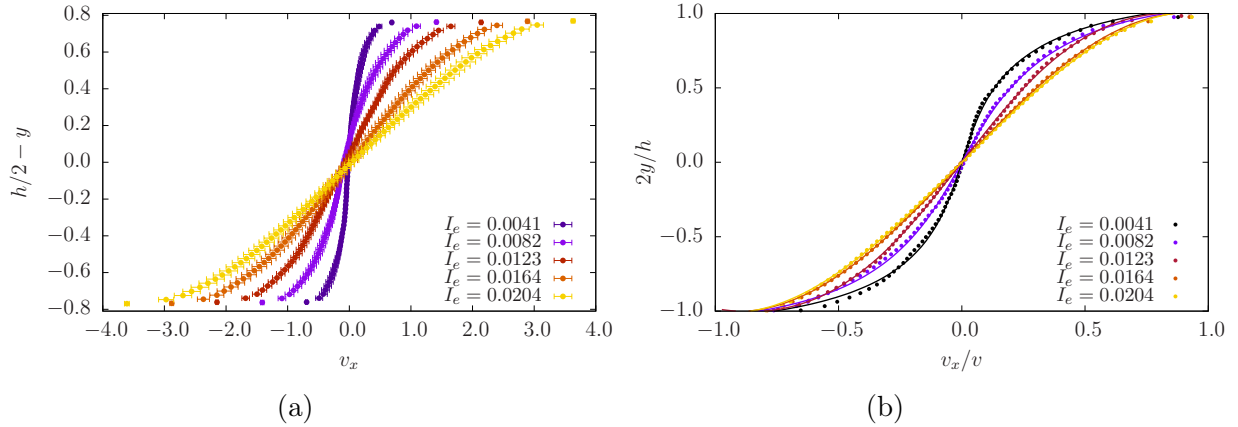 0.8
0.6
0.4
0.2
0.0
−0.2
−0.4
−0.6
−0.8
h/2 − y
−4.0 −3.0 −2.0 −1.0 0.0 1.0 2.0 3.0 4.0
v_x
I_e = 0.0041
I_e = 0.0082
I_e = 0.0123
I_e = 0.0164
I_e = 0.0204
(a)
1.0
0.5
0.0
−0.5
−1.0
2y/h
−1.0 −0.5 0.0 0.5 1.0
v_x/v
I_e = 0.0041
I_e = 0.0082
I_e = 0.0123
I_e = 0.0164
I_e = 0.0204
(b)